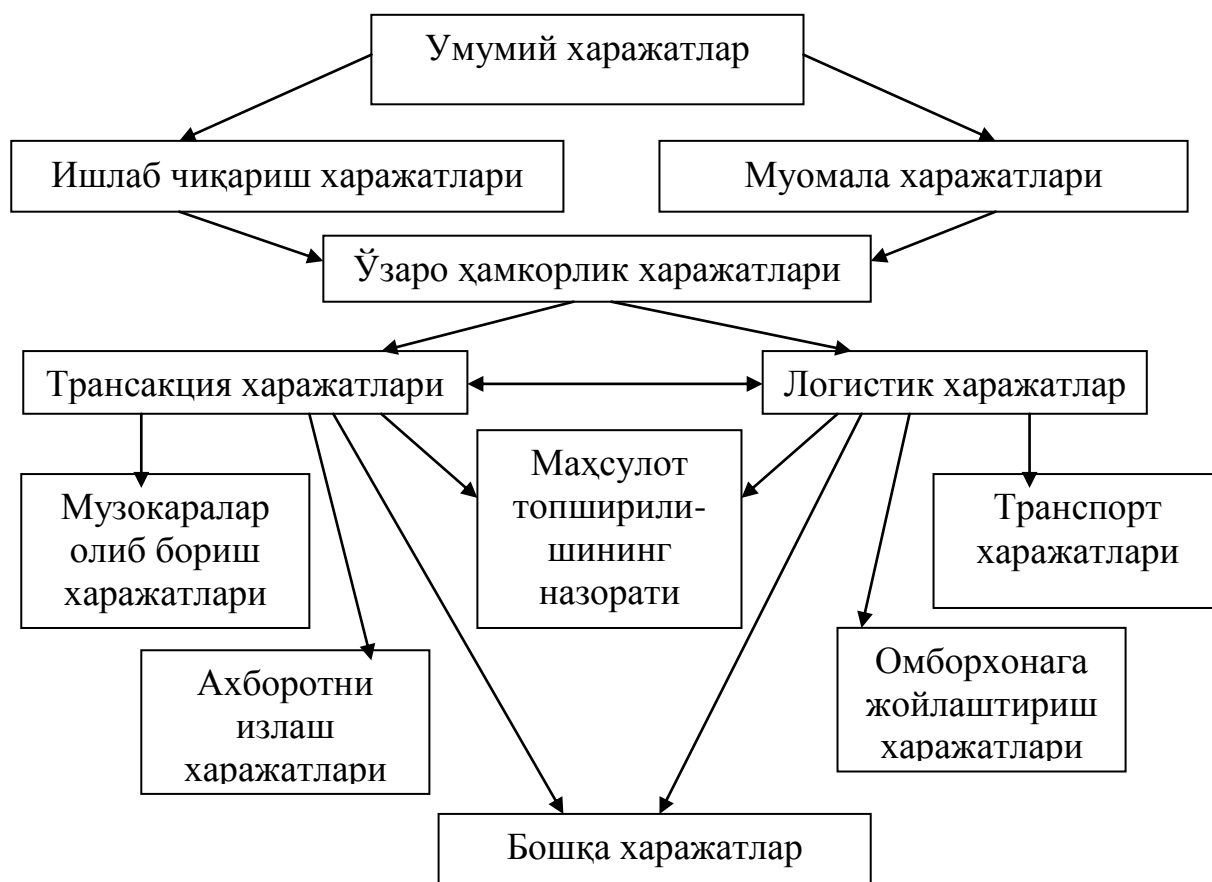 Умумий харажатлар
Ишлаб чиқариш харажатлари
Муомала харажатлари
Ўзаро ҳамкорлик харажатлари
Трансакция харажатлари
Логистик харажатлар
Музокаралар
олиб бориш
харажатлари
Маҳсулот
топширили-
шининг
назорати
Транспорт
харажатлари
Ахборотни
излаш
харажатлари
Омборхонага
жойлаштириш
харажатлари
Бошқа харажатлар